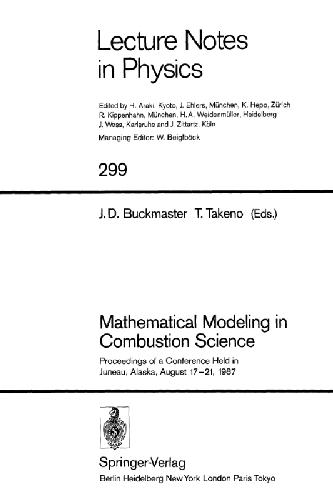 Lecture Notes
in Physics
Edited by H. Araki, Kyoto, J. Ehlers, München, K. Hepp, Zürich
R. Kippenhahn, München, H. A. Weidenmüller, Heidelberg
J. Wess, Karlsruhe and J. Zittartz, Köln
Managing Editor: W. Beiglböck
299
J. D. Buckmaster T. Takeno (Eds.)
Mathematical Modeling in
Combustion Science
Proceedings of a Conference Held in
Juneau, Alaska, August 17–21, 1987
Springer-Verlag
Berlin Heidelberg New York London Paris Tokyo